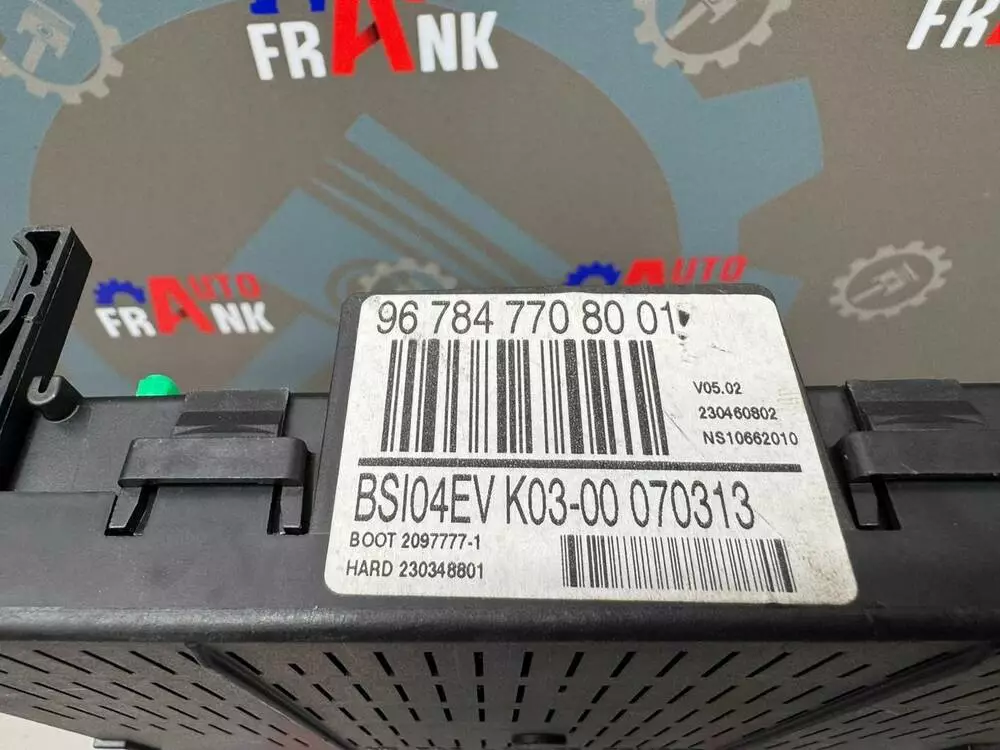 FRANK
FR
AUTO
FRANK
AUTO
96 784 770 80 01
V05.02
230460802
NS10662010
BSI04EV K03-00 070313
BOOT 2097777-1
HARD 230348801